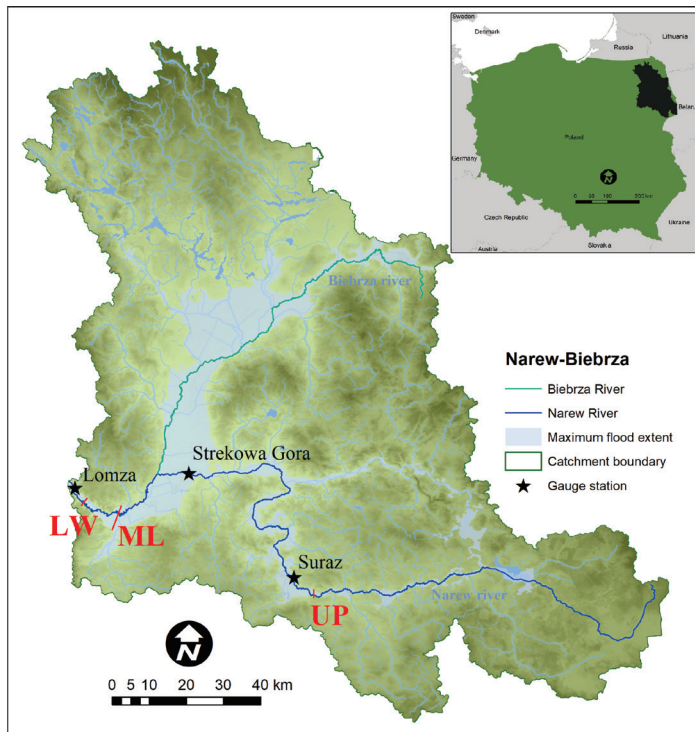 Sweden
Denmark
Lithuania
Russia
Belaru
Poland
Germany
N
0 50 100 200 km
Czech Republic
Ukraine
Slovakia
Austria
Biebrza river
Narew-Biebrza
Biebrza River
Narew River
Maximum flood extent
Catchment boundary
Gauge station
Strekowa Gora
Lomza
LW
ML
Suraz
UP
Narew river
N
0 5 10 20 30 40 km